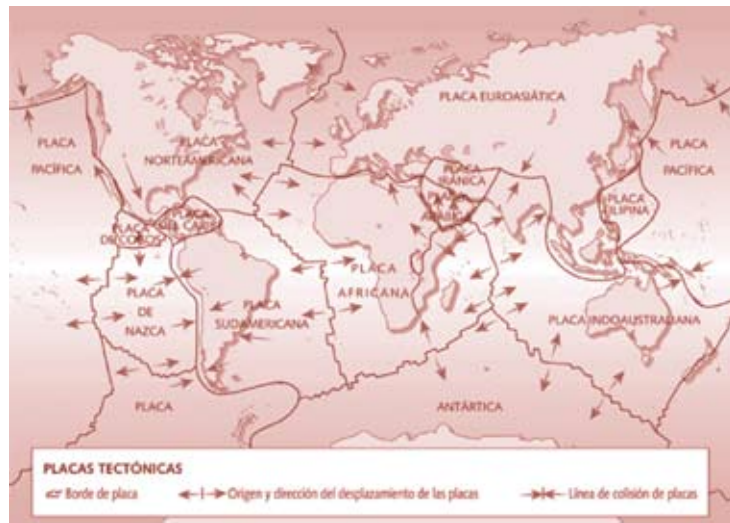 PLACA EUROASIÁTICA
PLACA
NORTEAMERICANA
PLACA
PACÍFICA
PLACA
PACÍFICA
PLACA
IRÁNICA
PLACA
PLACA
FILIPINA
PLACA
DE COCOS
PLACA
DEL CARIBE
PLACA
AFRICANA
PLACA
DE
NAZCA
PLACA
SUDAMERICANA
PLACA INDOAUSTRALIANA
PLACA
ANTÁRTICA
PLACAS TECTÓNICAS
Borde de placa
Origen y dirección del desplazamiento de las placas
Línea de colisión de placas